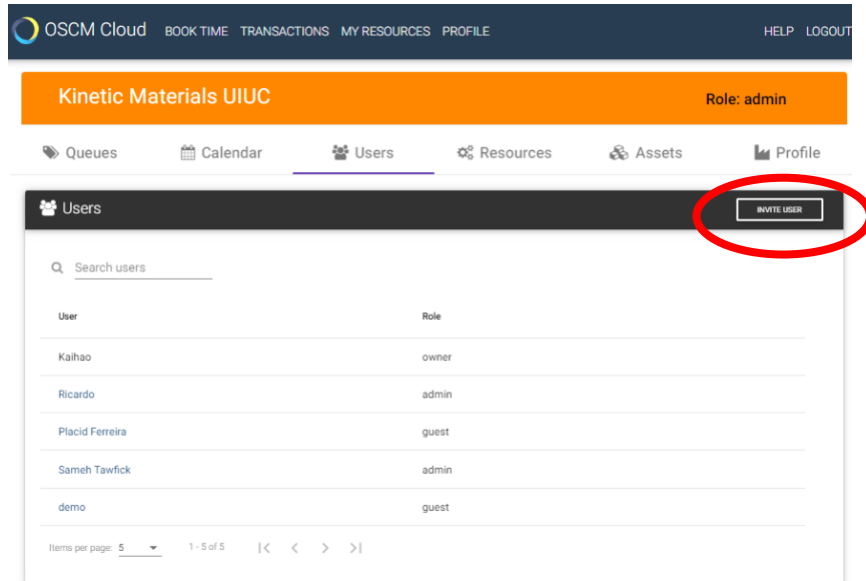 OSCM Cloud BOOK TIME TRANSACTIONS MY RESOURCES PROFILE HELP LOGOUT
Kinetic Materials UIUC Role: admin
Queues Calendar Users Resources Assets Profile
Users INVITE USER
Search users
User Role
Kaihao owner
Ricardo admin
Placid Ferreira guest
Sameh Tawfick admin
demo guest
Items per page: 5 1 - 5 of 5